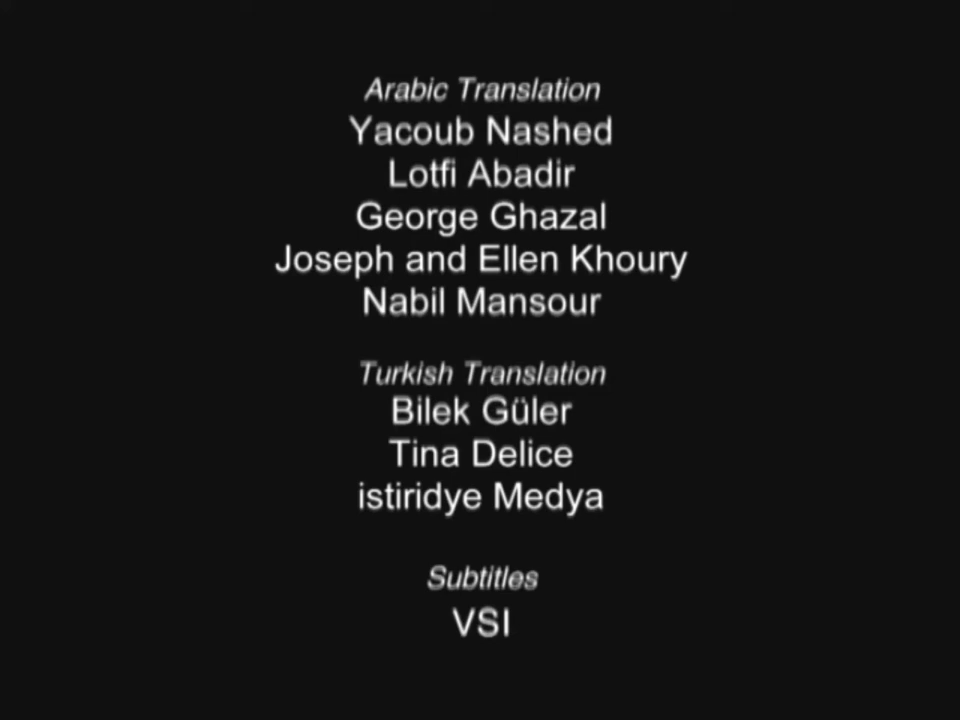 Arabic Translation
Yacoub Nashed
Lotfi Abadir
George Ghazal
Joseph and Ellen Khoury
Nabil Mansour
Turkish Translation
Bilek Güler
Tina Delice
istiridye Medya
Subtitles
VSI